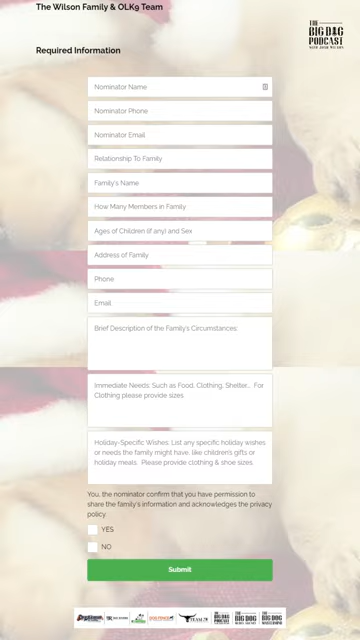 The Wilson Family & OLK9 Team
THE
BIG DOG
PODCAST
WITH JOSH WILSON
Required Information
Nominator Name
Nominator Phone
Nominator Email
Relationship To Family
Family's Name
How Many Members in Family
Ages of Children (if any) and Sex
Address of Family
Phone
Email
Brief Description of the Family's Circumstances:
Immediate Needs: Such as Food, Clothing, Shelter... For
Clothing please provide sizes
Holiday-Specific Wishes: List any specific holiday wishes
or needs the family might have, like children's gifts or
holiday meals. Please provide clothing & shoe sizes
You, the nominator confirm that you have permission to
share the family's information and acknowledges the privacy
policy.
YES
NO
Submit